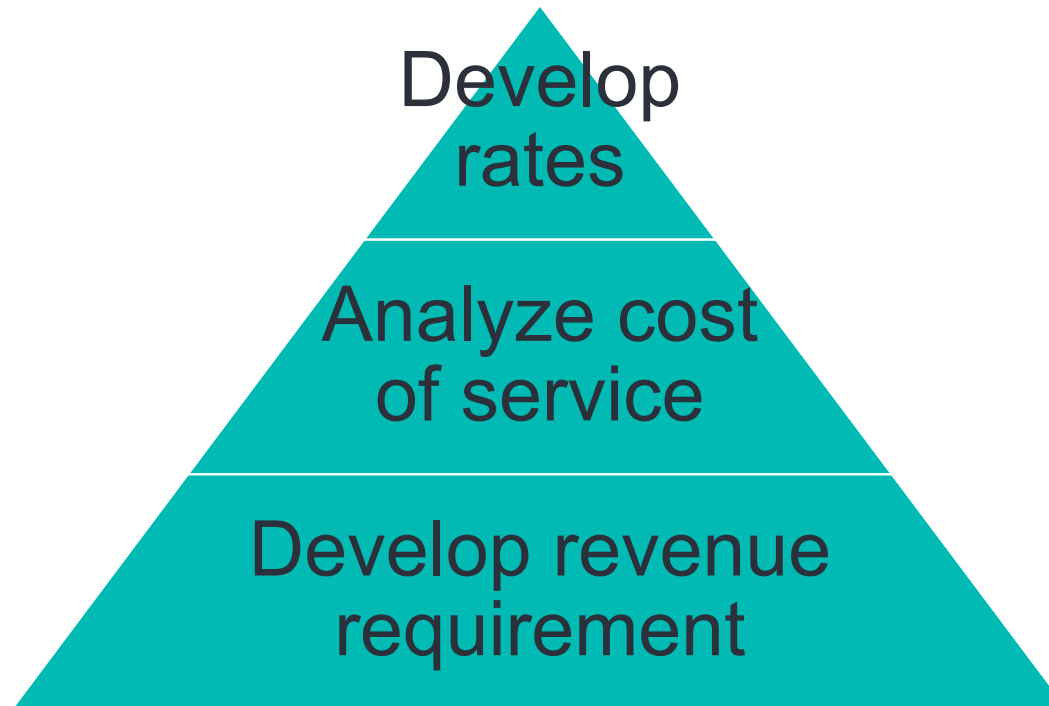 Develop
rates
Analyze cost
of service
Develop revenue
requirement